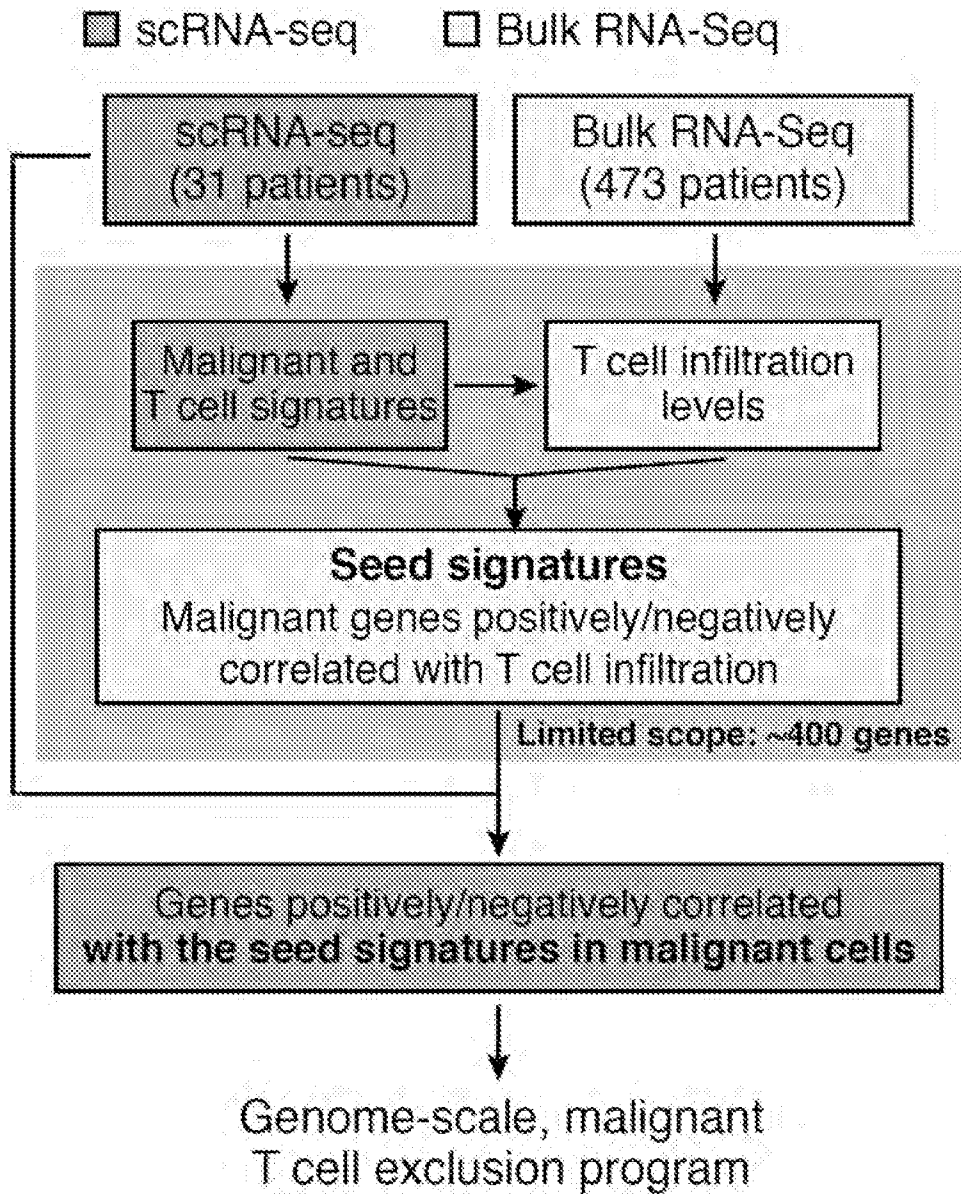 scRNA-seq
Bulk RNA-Seq
scRNA-seq
(31 patients)
Bulk RNA-Seq
(473 patients)
Malignant and
T cell signatures
T cell infiltration
levels
Seed signatures
Malignant genes positively/negatively
correlated with T cell infiltration
Limited scope: ~400 genes
Genes positively/negatively correlated
with the seed signatures in malignant cells
Genome-scale, malignant
T cell exclusion program